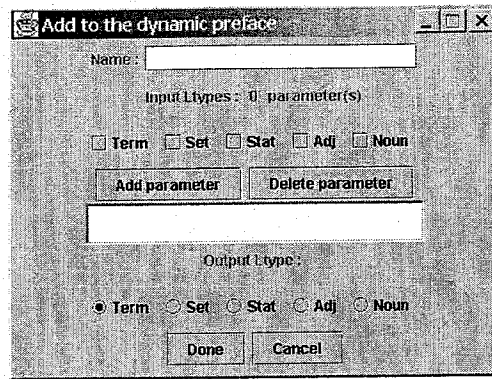 Add to the dynamic preface
Name :
Input Ltypes : 0 parameter(s)
Term Set Stat Adj Noun
Add parameter Delete parameter
Output Ltype :
Term Set Stat Adj Noun
Done Cancel